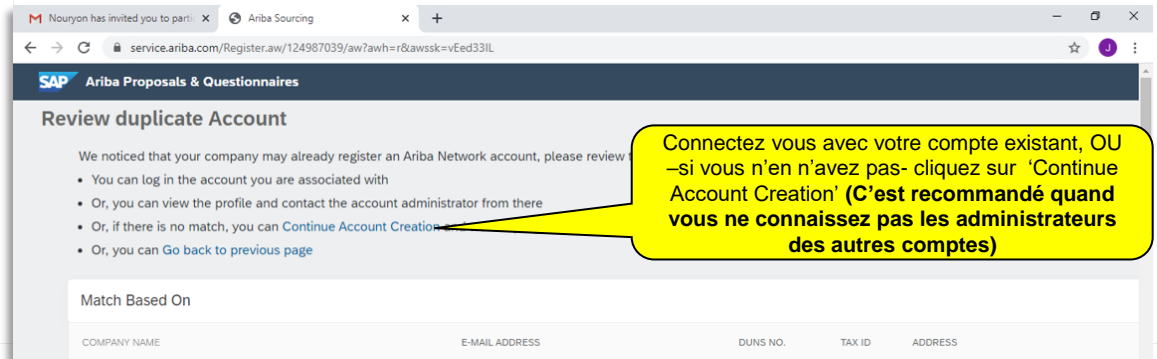 Nouryon has invited you to parti
Ariba Sourcing
service.ariba.com/Register.aw/124987039/aw?awh=r&awssk=vEed33IL
J
SAP Ariba Proposals & Questionnaires
Review duplicate Account
We noticed that your company may already register an Ariba Network account, please review
• You can log in the account you are associated with
• Or, you can view the profile and contact the account administrator from there
• Or, if there is no match, you can Continue Account Creation
• Or, you can Go back to previous page
Connectez vous avec votre compte existant, OU
–si vous n’en n’avez pas- cliquez sur ‘Continue
Account Creation’ (C’est recommandé quand
vous ne connaissez pas les administrateurs
des autres comptes)
Match Based On
COMPANY NAME E-MAIL ADDRESS DUNS NO. TAX ID ADDRESS